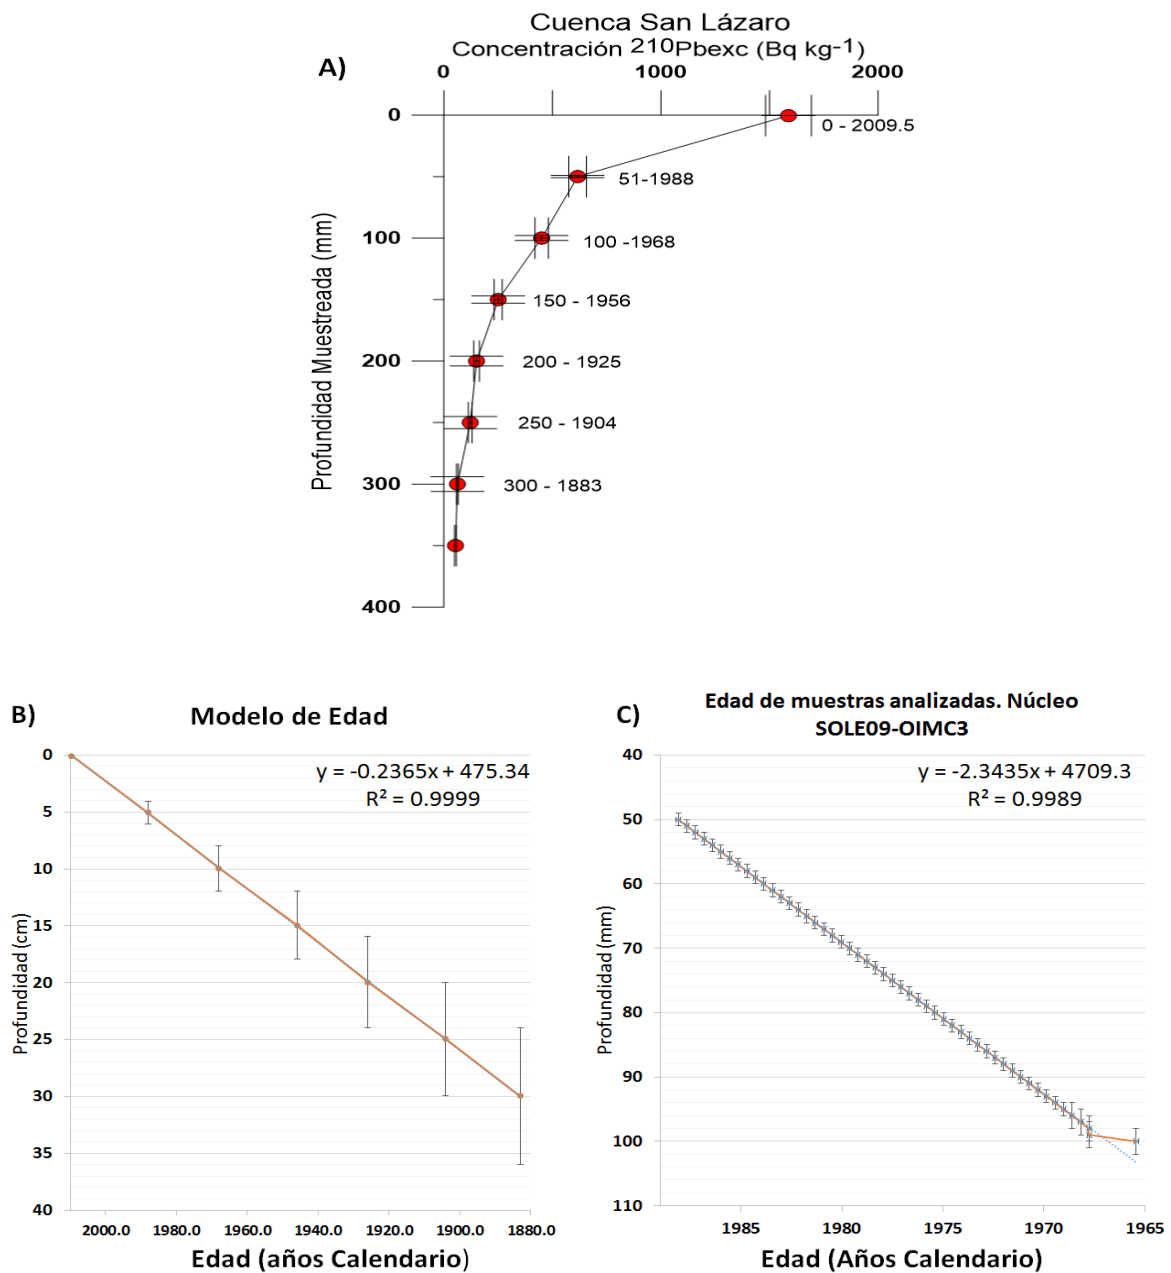 Cuenca San Lázaro
Concentración ²¹⁰Pbexc (Bq kg⁻¹)
A)
0 1000 2000
0
200
300
400
100
Profundidad Muestreada (mm)
0 - 2009.5
51-1988
100 -1968
150 - 1956
200 - 1925
250 - 1904
300 - 1883
B)
Modelo de Edad
y = -0.2365x + 475.34
R² = 0.9999
0
5
10
15
20
25
30
35
40
Profundidad (cm)
2000.0 1980.0 1960.0 1940.0 1920.0 1900.0 1880.0
Edad (años Calendario)
C)
Edad de muestras analizadas. Núcleo
SOLE09-OIMC3
y = -2.3435x + 4709.3
R² = 0.9989
40
50
60
70
80
90
100
110
Profundidad (mm)
1985 1980 1975 1970 1965
Edad (Años Calendario)